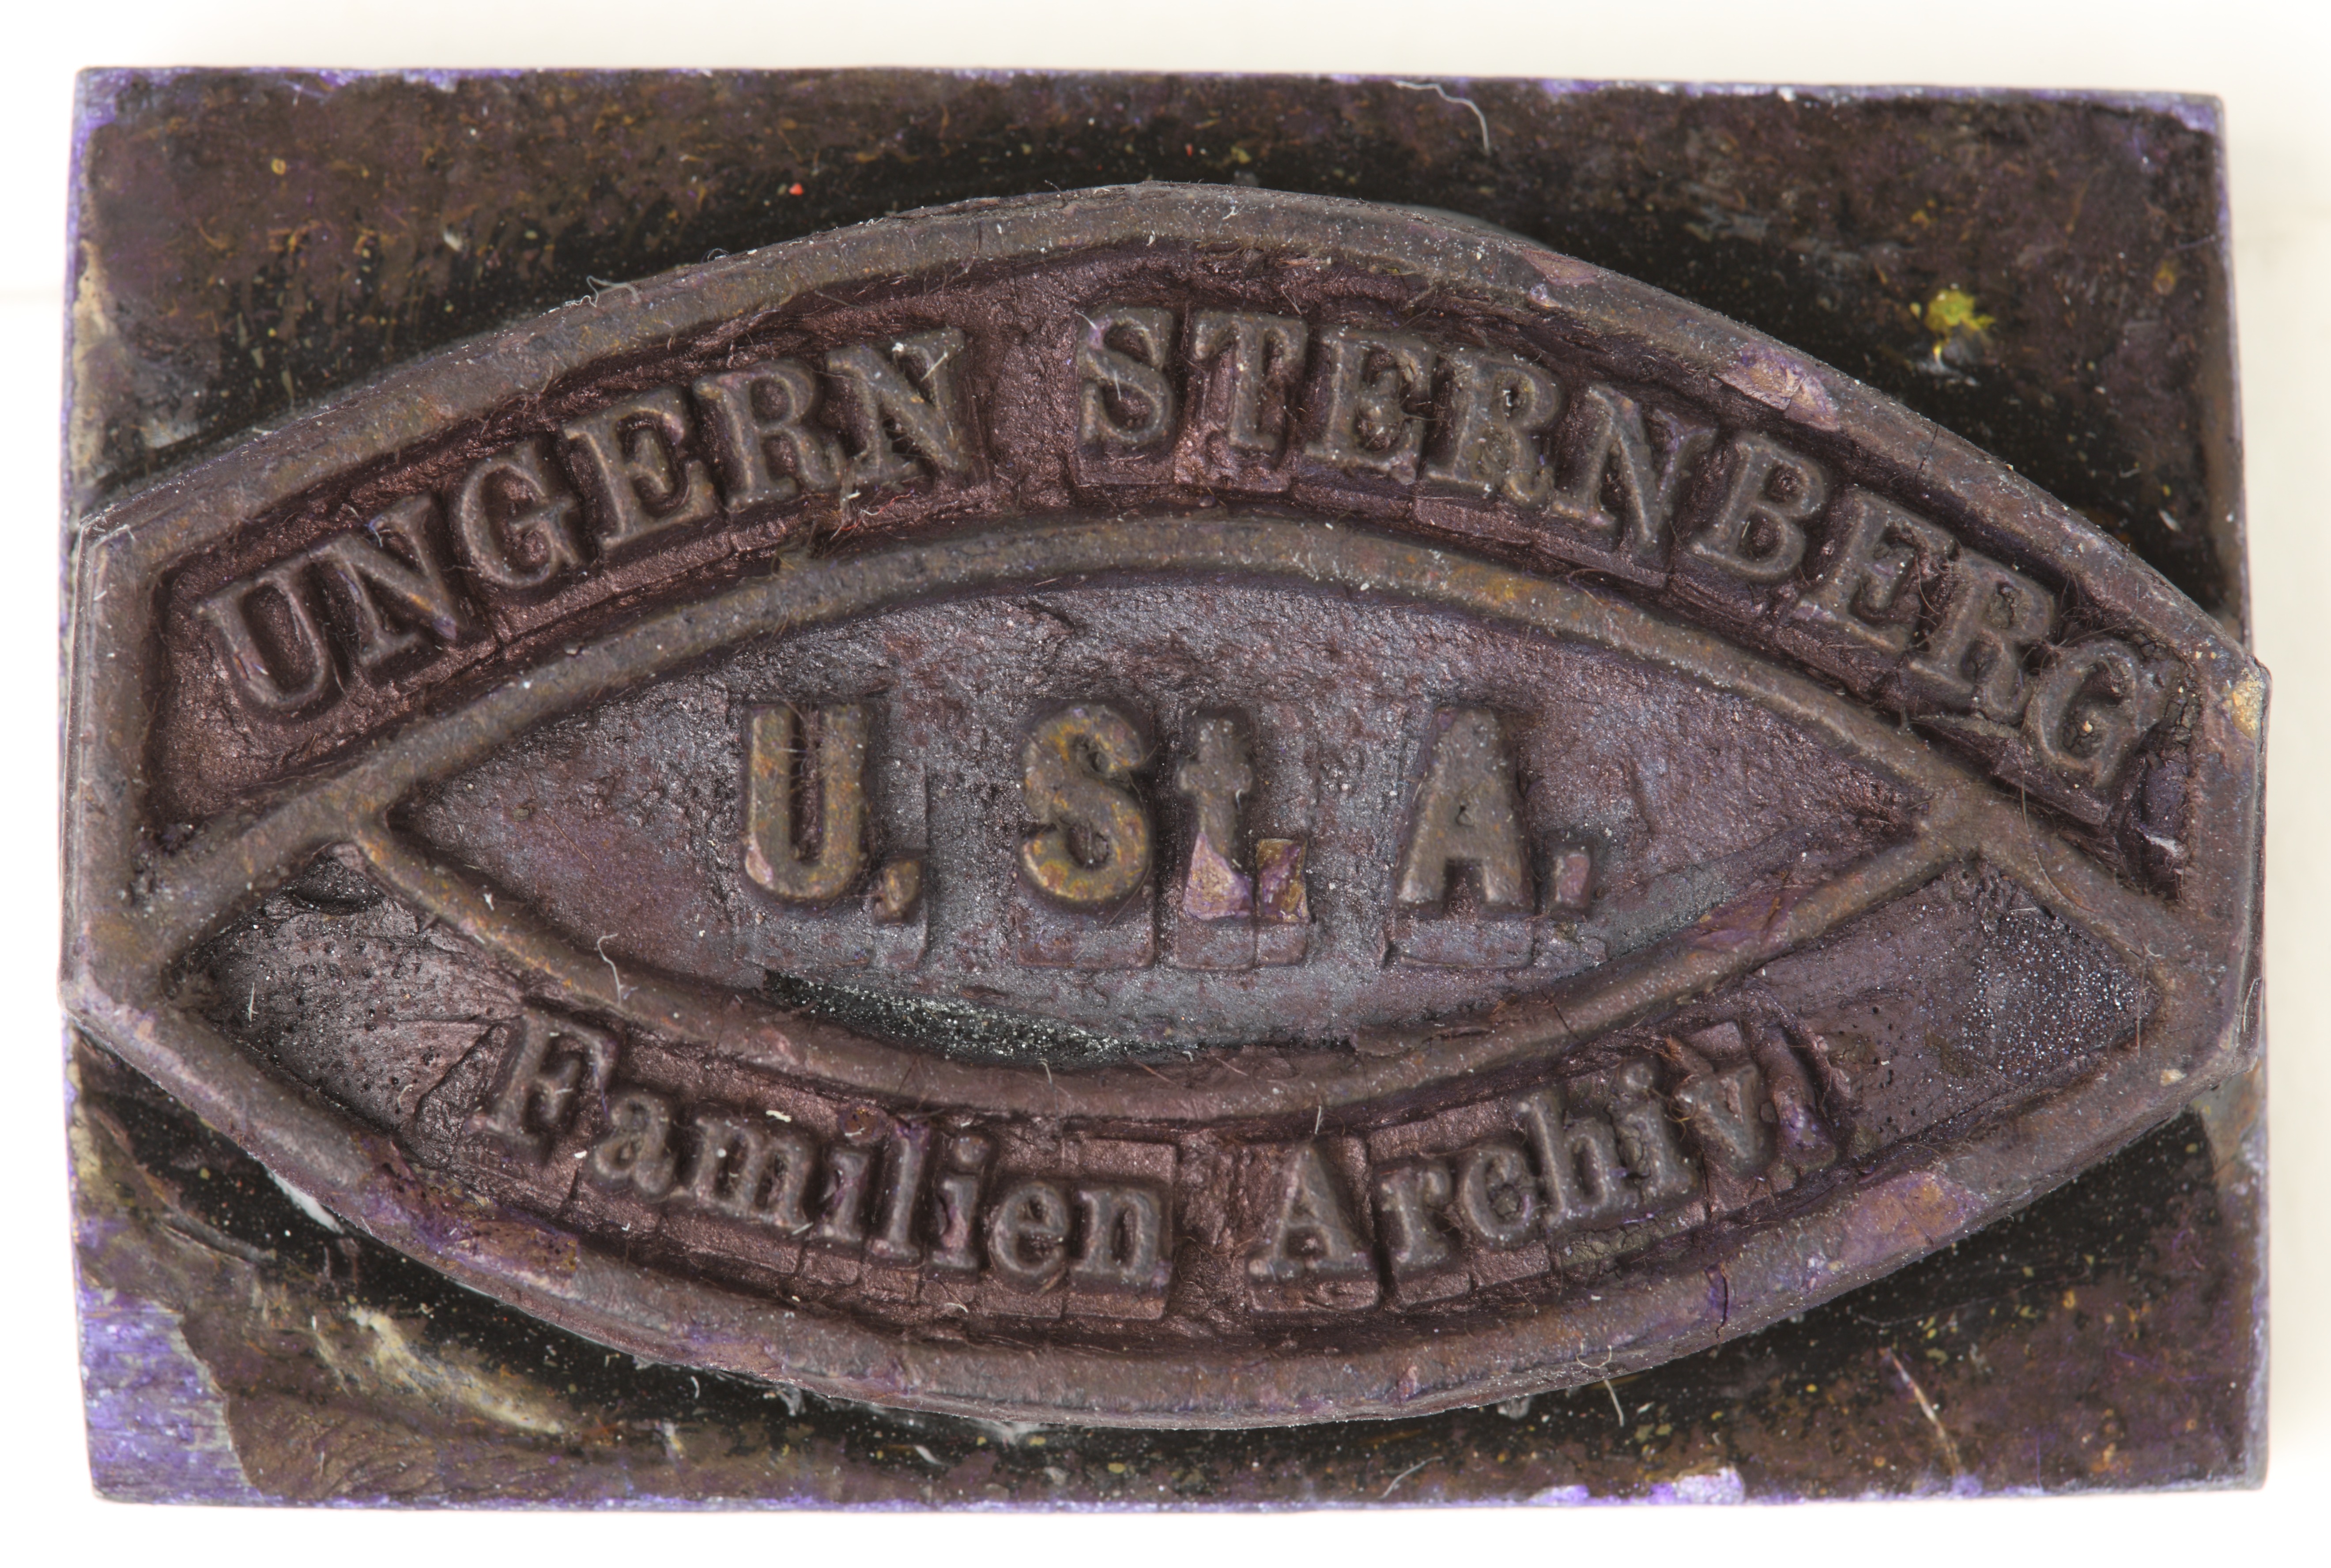 UNGERN STERNBERG
U. St. A.
Familien Archiv